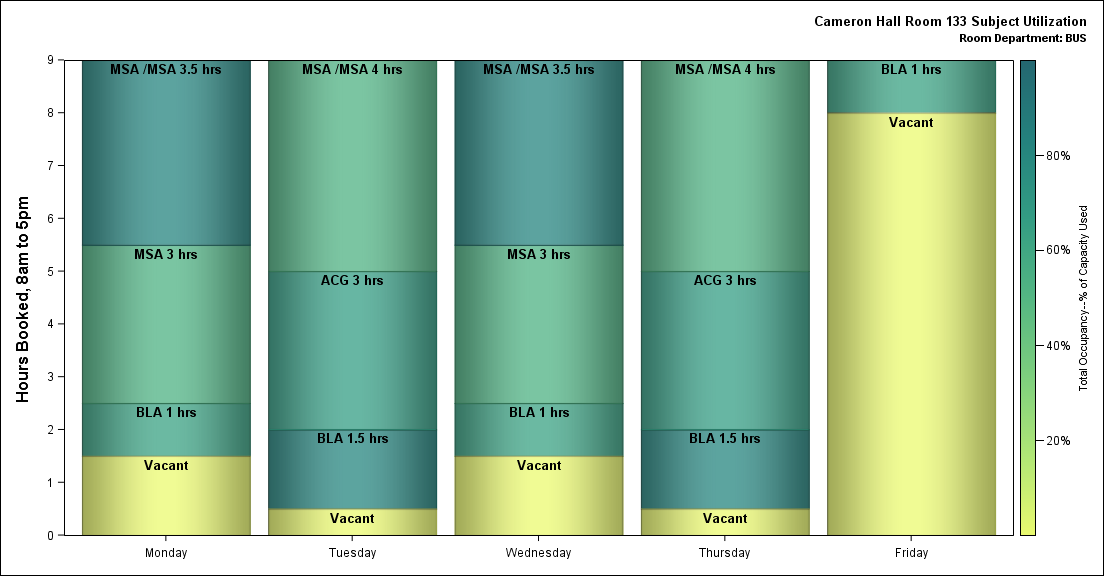 Cameron Hall Room 133 Subject Utilization
Room Department: BUS
Hours Booked, 8am to 5pm
9
8
7
6
5
4
3
2
1
0
MSA /MSA 3.5 hrs
MSA 3 hrs
BLA 1 hrs
Vacant
MSA /MSA 4 hrs
ACG 3 hrs
BLA 1.5 hrs
Vacant
MSA /MSA 3.5 hrs
MSA 3 hrs
BLA 1 hrs
Vacant
MSA /MSA 4 hrs
ACG 3 hrs
BLA 1.5 hrs
Vacant
BLA 1 hrs
Vacant
Monday
Tuesday
Wednesday
Thursday
Friday
80%
60%
40%
20%
Total Occupancy--% of Capacity Used